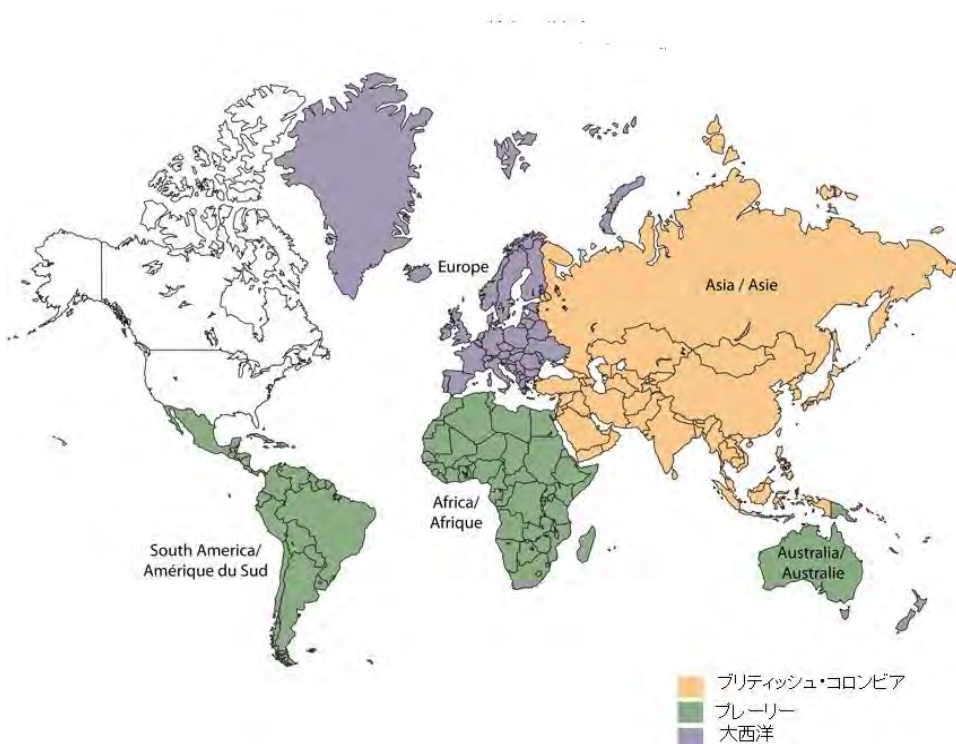 Europe
Asia / Asie
Africa/
Afrique
South America/
Amérique du Sud
Australia/
Australie
ブリティッシュ・コロンビア
プレーリー
大西洋